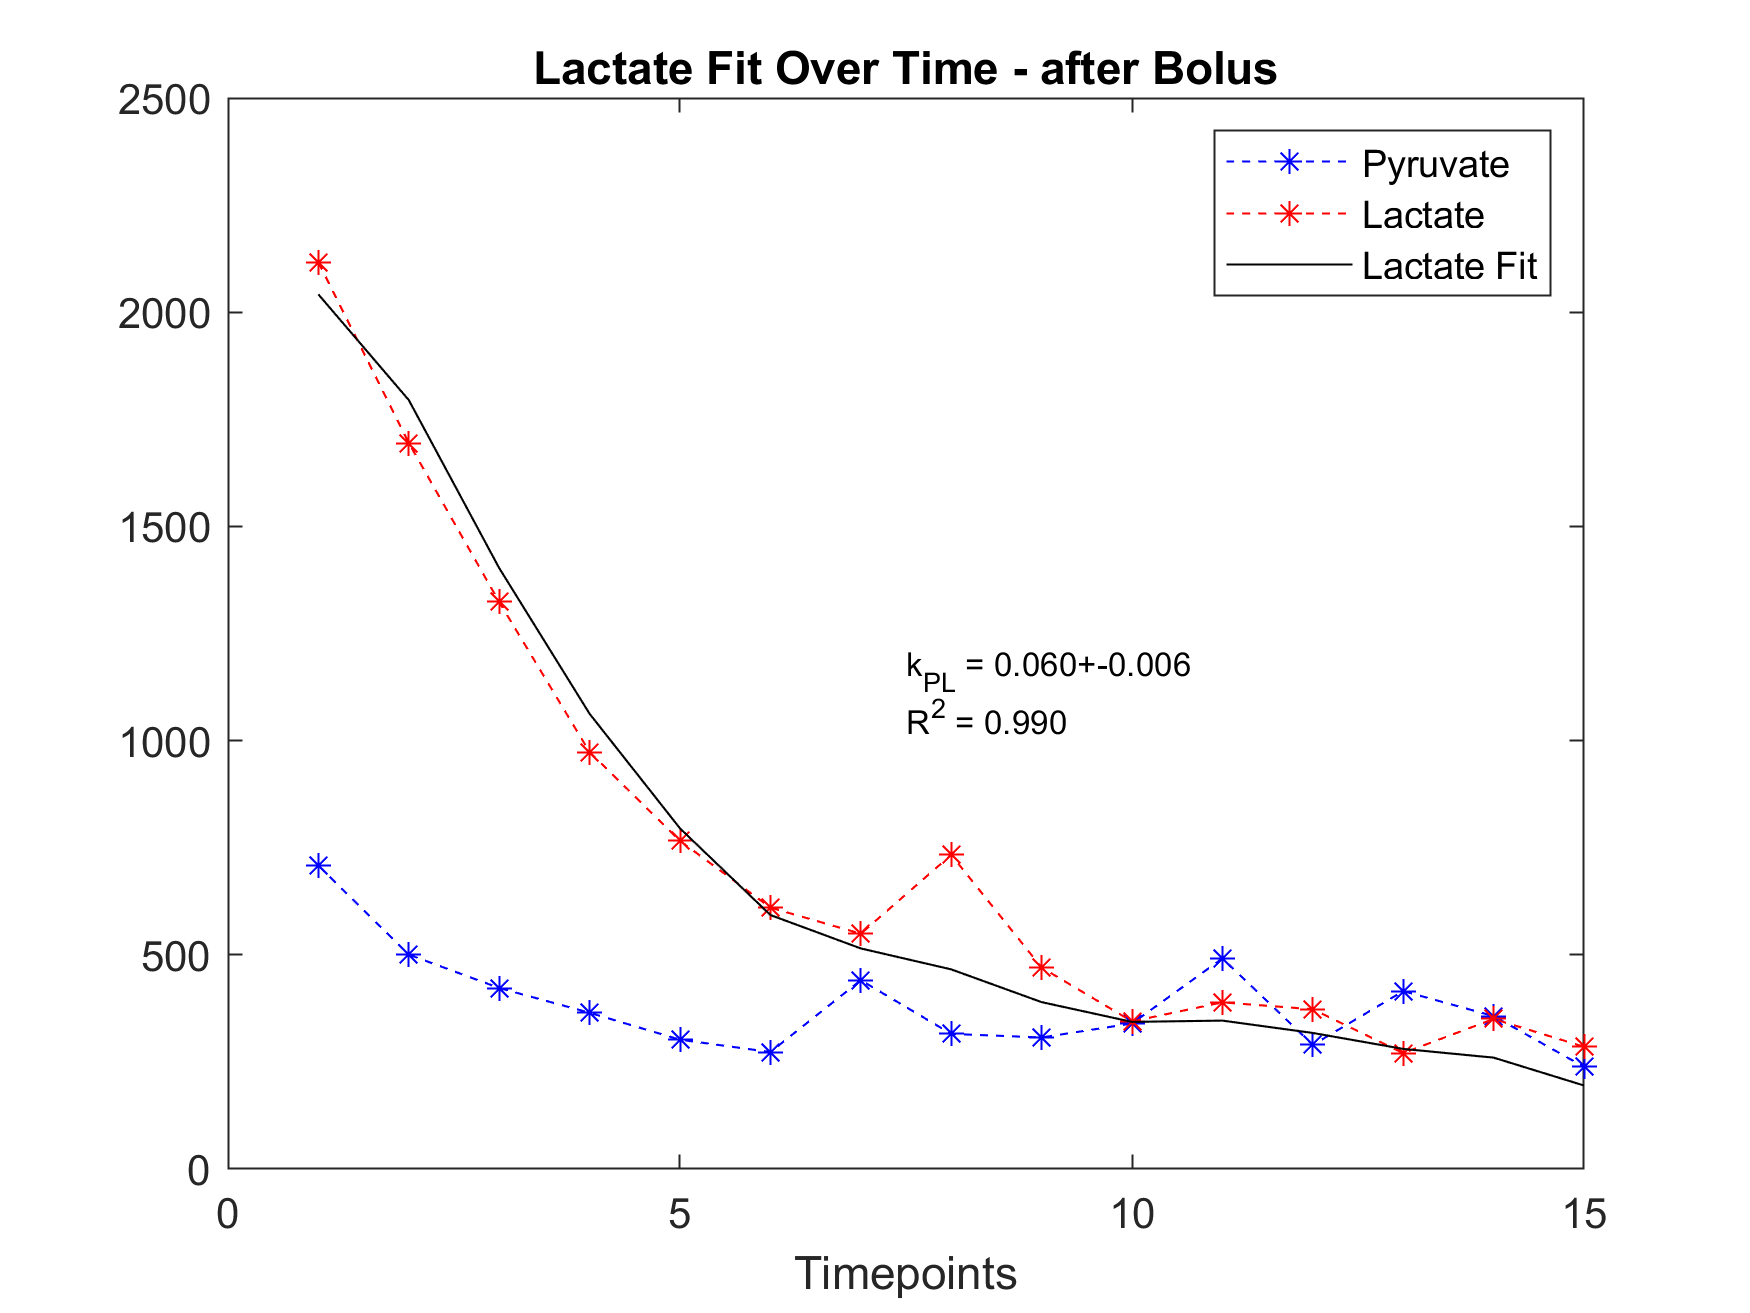 Lactate Fit Over Time - after Bolus
2500
2000
1500
1000
500
0
Pyruvate
Lactate
Lactate Fit
k_PL = 0.060+-0.006
R^2 = 0.990
0 5 10 15
Timepoints